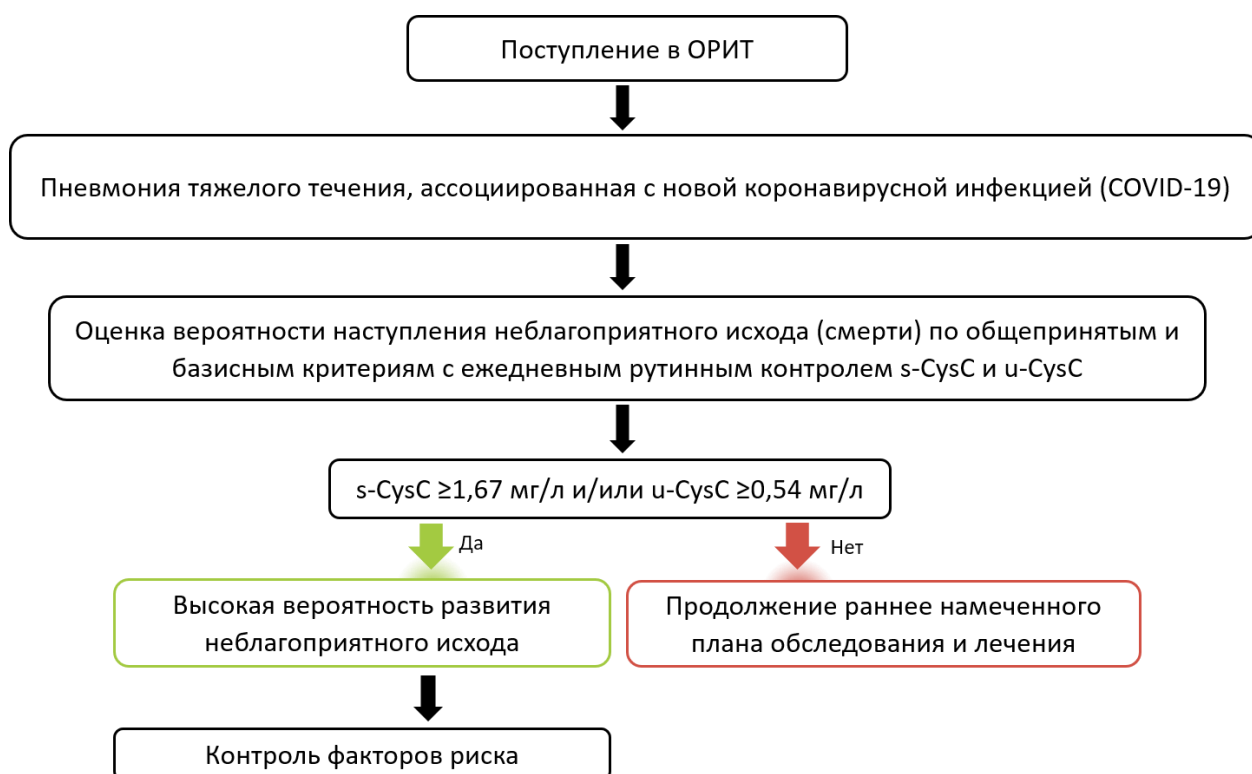 Поступление в ОРИТ
Пневмония тяжелого течения, ассоциированная с новой коронавирусной инфекцией (COVID-19)
Оценка вероятности наступления неблагоприятного исхода (смерти) по общепринятым и
базисным критериям с ежедневным рутинным контролем s-CysC и u-CysC
s-CysC ≥1,67 мг/л и/или u-CysC ≥0,54 мг/л
Да
Нет
Высокая вероятность развития
неблагоприятного исхода
Продолжение раннее намеченного
плана обследования и лечения
Контроль факторов риска